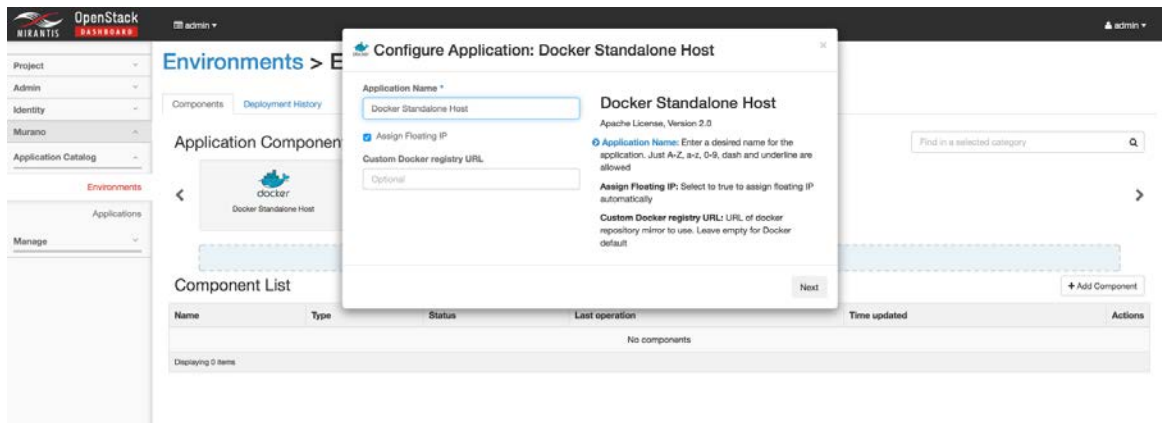 MIRANTIS
OpenStack
DASHBOARD
admin
admin
Project
Admin
Identity
Murano
Application Catalog
Environments
Applications
Manage
Environments > E
Components
Deployment History
Application Componen
docker
Docker Standalone Host
Find in a selected category
Component List
+ Add Component
Name
Type
Status
Last operation
Time updated
Actions
No components
Displaying 0 items
Configure Application: Docker Standalone Host
×
Application Name *
Docker Standalone Host
Assign Floating IP
Custom Docker registry URL
Optional
Docker Standalone Host
Apache License, Version 2.0
Application Name: Enter a desired name for the
application. Just A-Z, a-z, 0-9, dash and underline are
allowed
Assign Floating IP: Select to true to assign floating IP
automatically
Custom Docker registry URL: URL of docker
repository mirror to use. Leave empty for Docker
default
Next